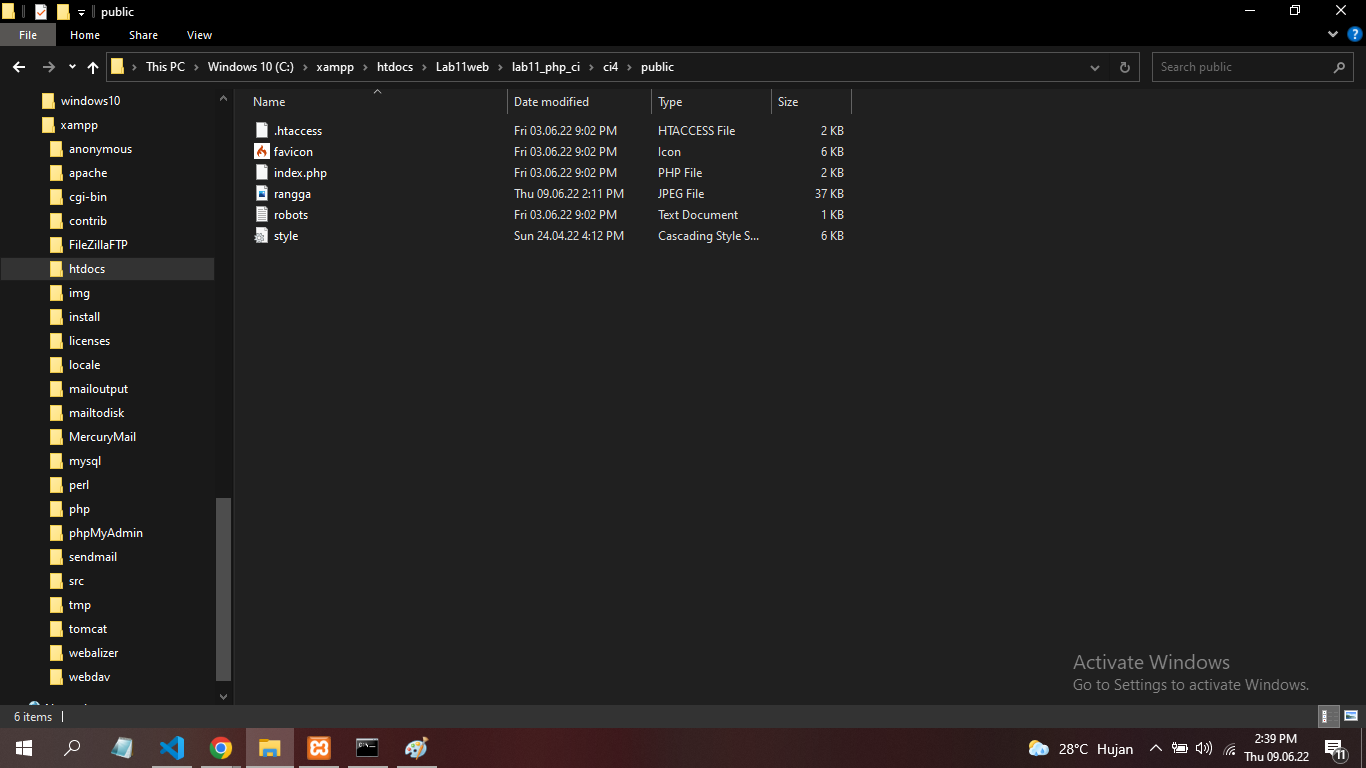 public
File Home Share View
This PC Windows 10 (C:) xampp htdocs Lab11web lab11_php_ci ci4 public
Search public
windows10
xampp
anonymous
apache
cgi-bin
contrib
FileZillaFTP
htdocs
img
install
licenses
locale
mailoutput
mailtodisk
MercuryMail
mysql
perl
php
phpMyAdmin
sendmail
src
tmp
tomcat
webalizer
webdav
Name Date modified Type Size
.htaccess Fri 03.06.22 9:02 PM HTACCESS File 2 KB
favicon Fri 03.06.22 9:02 PM Icon 6 KB
index.php Fri 03.06.22 9:02 PM PHP File 2 KB
rangga Thu 09.06.22 2:11 PM JPEG File 37 KB
robots Fri 03.06.22 9:02 PM Text Document 1 KB
style Sun 24.04.22 4:12 PM Cascading Style S... 6 KB
Activate Windows
Go to Settings to activate Windows.
6 items
28°C Hujan
2:39 PM
Thu 09.06.22
11